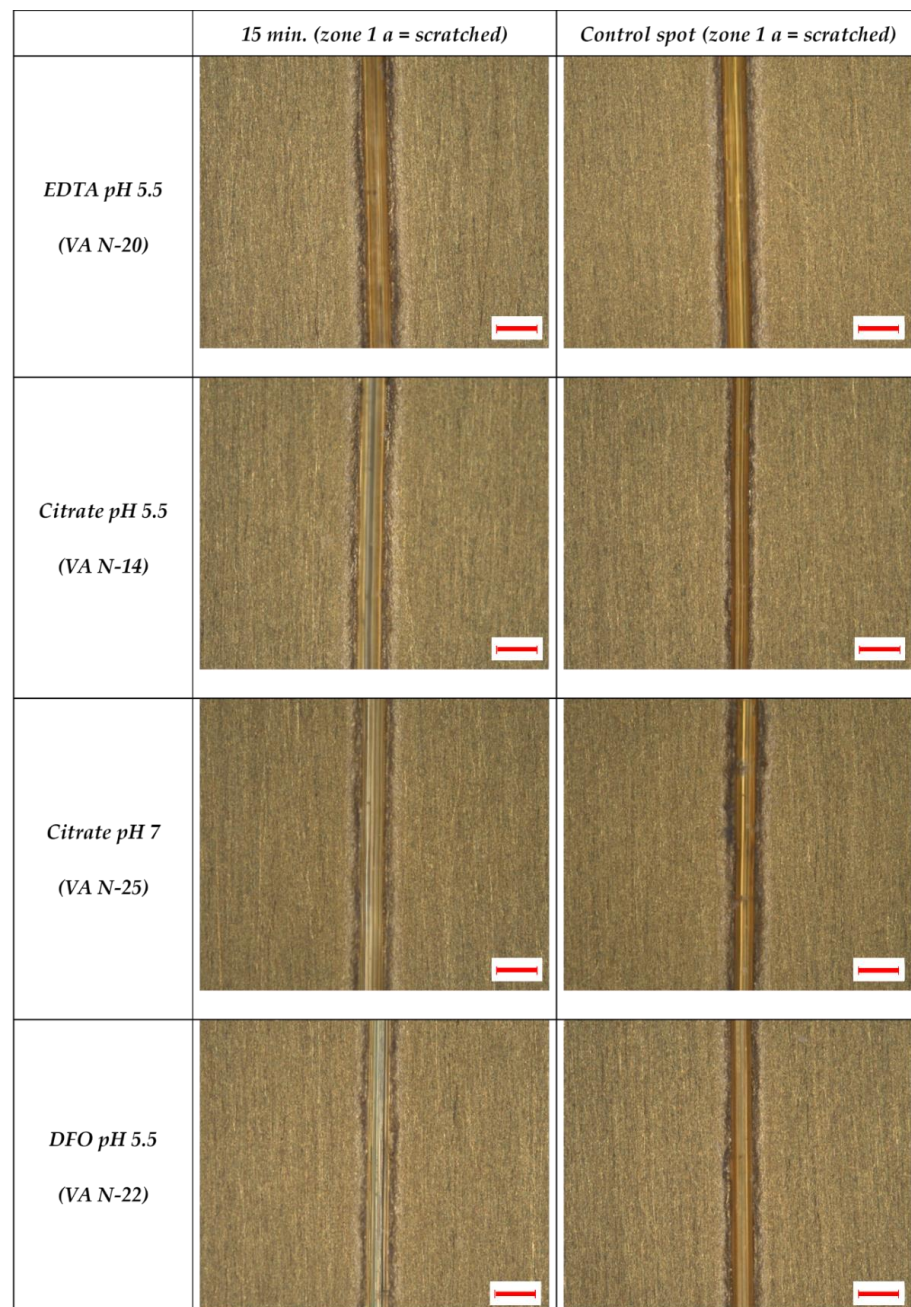 15 min. (zone 1 a = scratched)
Control spot (zone 1 a = scratched)
EDTA pH 5.5
(VA N-20)
Citrate pH 5.5
(VA N-14)
Citrate pH 7
(VA N-25)
DFO pH 5.5
(VA N-22)